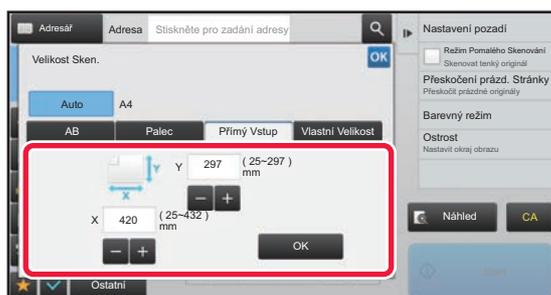 Adresář
Adresa
Stiskněte pro zadání adresy
Velikost Sken.
OK
Auto
A4
AB
Palec
Přímý Vstup
Vlastní Velikost
Y
X
Y
297
( 25~297 )
mm
X
420
( 25~432 )
mm
OK
Ostatní
Nastavení pozadí
Režim Pomalého Skenování
Skenovat tenký originál
Přeskočení prázd. Stránky
Přeskočit prázdné originály
Barevný režim
Ostrost
Nastavit okraj obrazu
Náhled
CA
Start